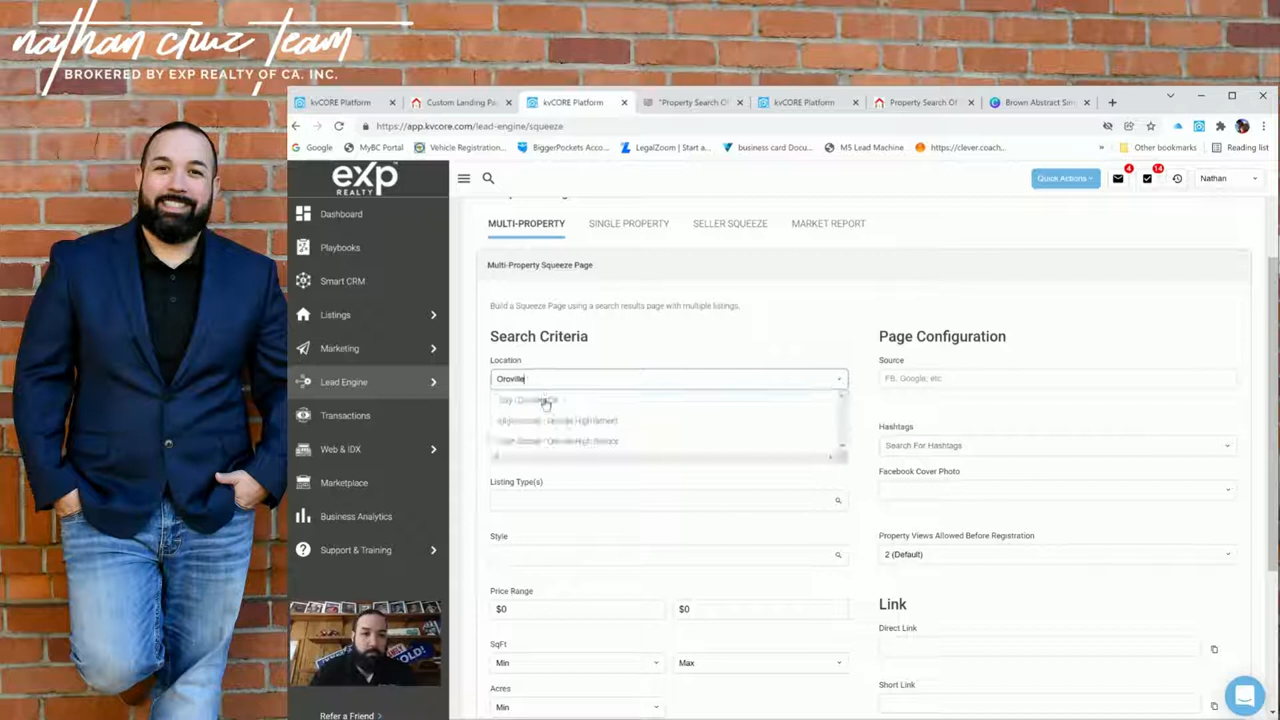 nathan cruz team
BROKERED BY EXP REALTY OF CA. INC.
kvCORE Platform
Custom Landing Pa
kvCORE Platform
"Property Search O
kvCORE Platform
Property Search Of
Brown Abstract Sim
https://app.kvcore.com/lead-engine/squeeze
Google
MyBC Portal
Vehicle Registration...
BiggerPockets Acco...
LegalZoom | Start a...
business card Docu...
M5 Lead Machine
https://clever.coach...
Other bookmarks
Reading list
exp
REALTY
Quick Actions
4
14
Nathan
Dashboard
Playbooks
Smart CRM
Listings
Marketing
Lead Engine
Transactions
Web & IDX
Marketplace
Business Analytics
Support & Training
Refer a Friend
MULTI-PROPERTY
SINGLE PROPERTY
SELLER SQUEEZE
MARKET REPORT
Multi-Property Squeeze Page
Build a Squeeze Page using a search results page with multiple listings.
Search Criteria
Location
Oroville
Listing Type(s)
Style
Price Range
$0
$0
SqFt
Min
Max
Acres
Min
Page Configuration
Source
FB, Google, etc
Hashtags
Search For Hashtags
Facebook Cover Photo
Property Views Allowed Before Registration
2 (Default)
Link
Direct Link
Short Link